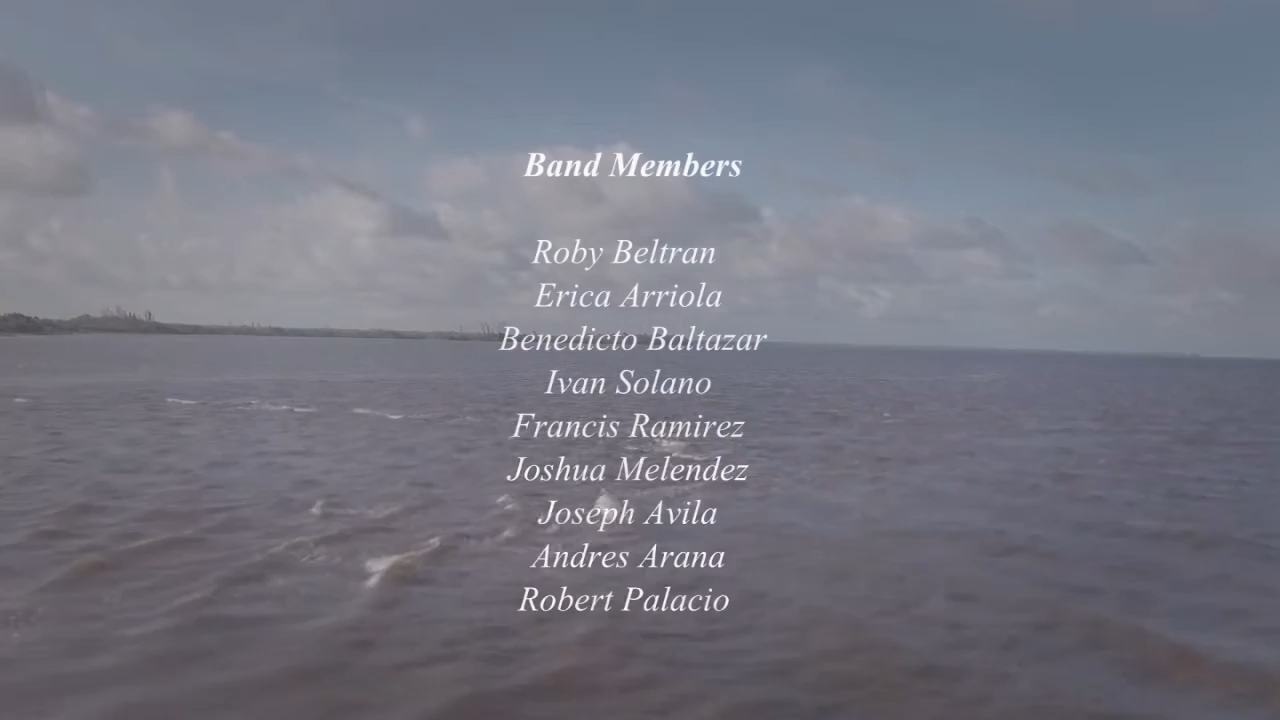 Band Members
Roby Beltran
Erica Arriola
Benedicto Baltazar
Ivan Solano
Francis Ramirez
Joshua Melendez
Joseph Avila
Andres Arana
Robert Palacio